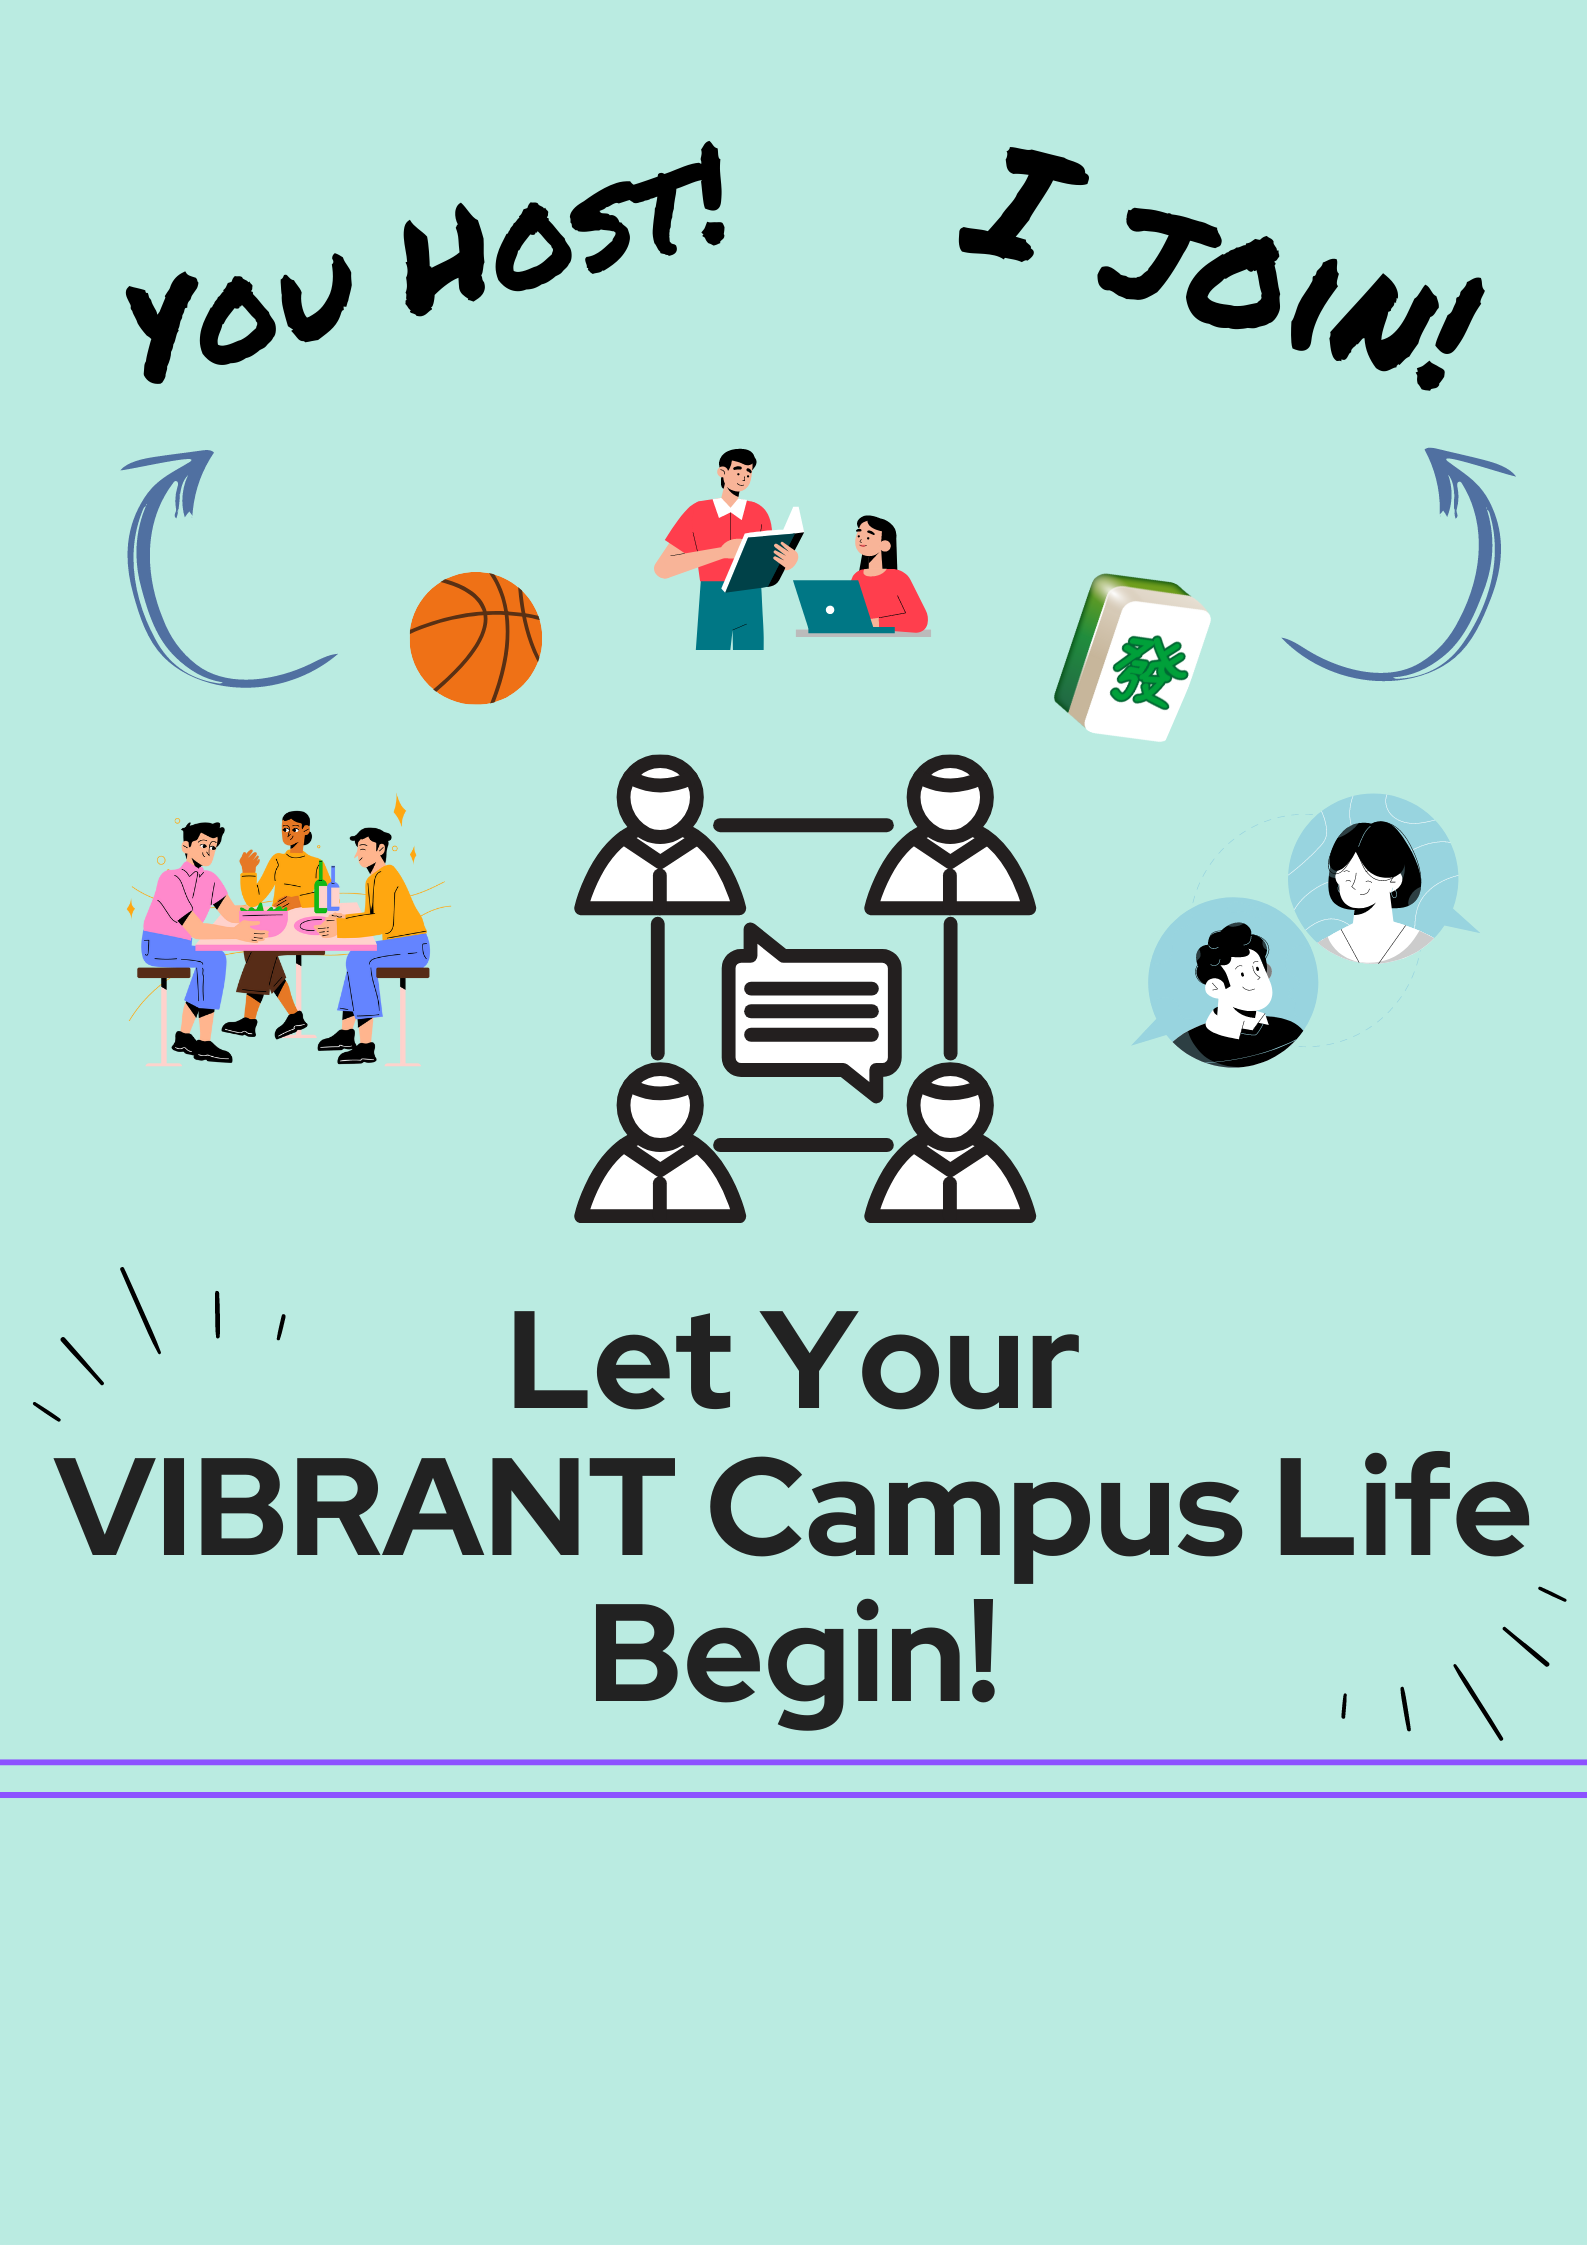 YOU HOST!
I JOIN!
發
Let Your
VIBRANT Campus Life
Begin!